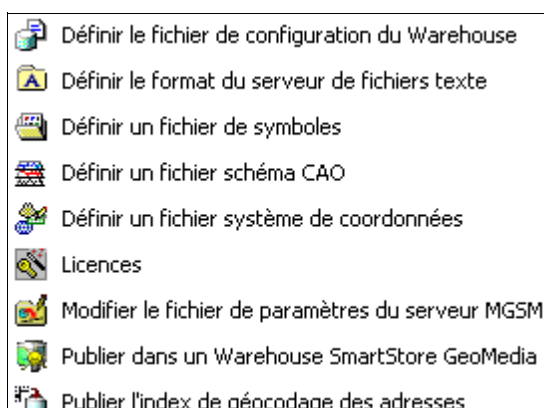 Définir le fichier de configuration du Warehouse
Définir le format du serveur de fichiers texte
Définir un fichier de symboles
Définir un fichier schéma CAO
Définir un fichier système de coordonnées
Licences
Modifier le fichier de paramètres du serveur MGSM
Publier dans un Warehouse SmartStore GeoMedia
Publier l'index de géocodage des adresses